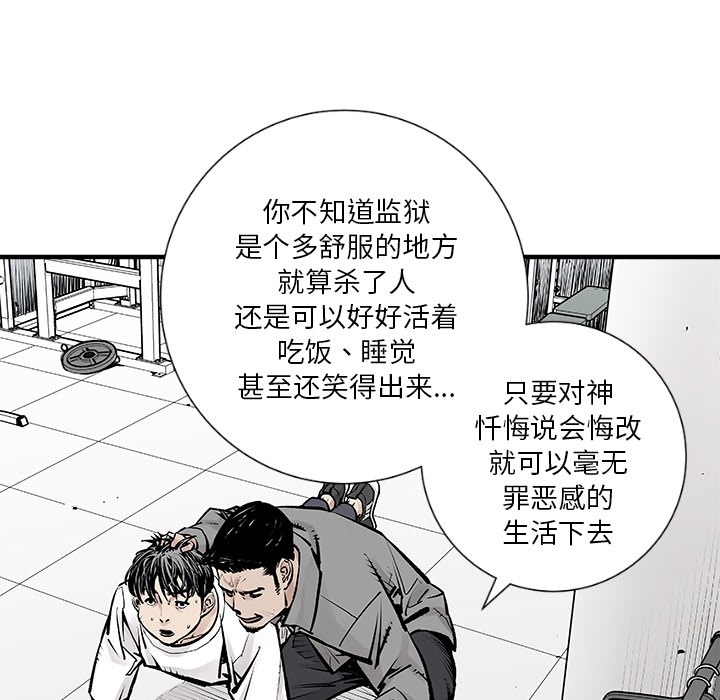 你不知道监狱
是个多舒服的地方
就算杀了人
还是可以好好活着
吃饭、睡觉
甚至还笑得出来...
只要对神
忏悔说会悔改
就可以毫无
罪恶感的
生活下去